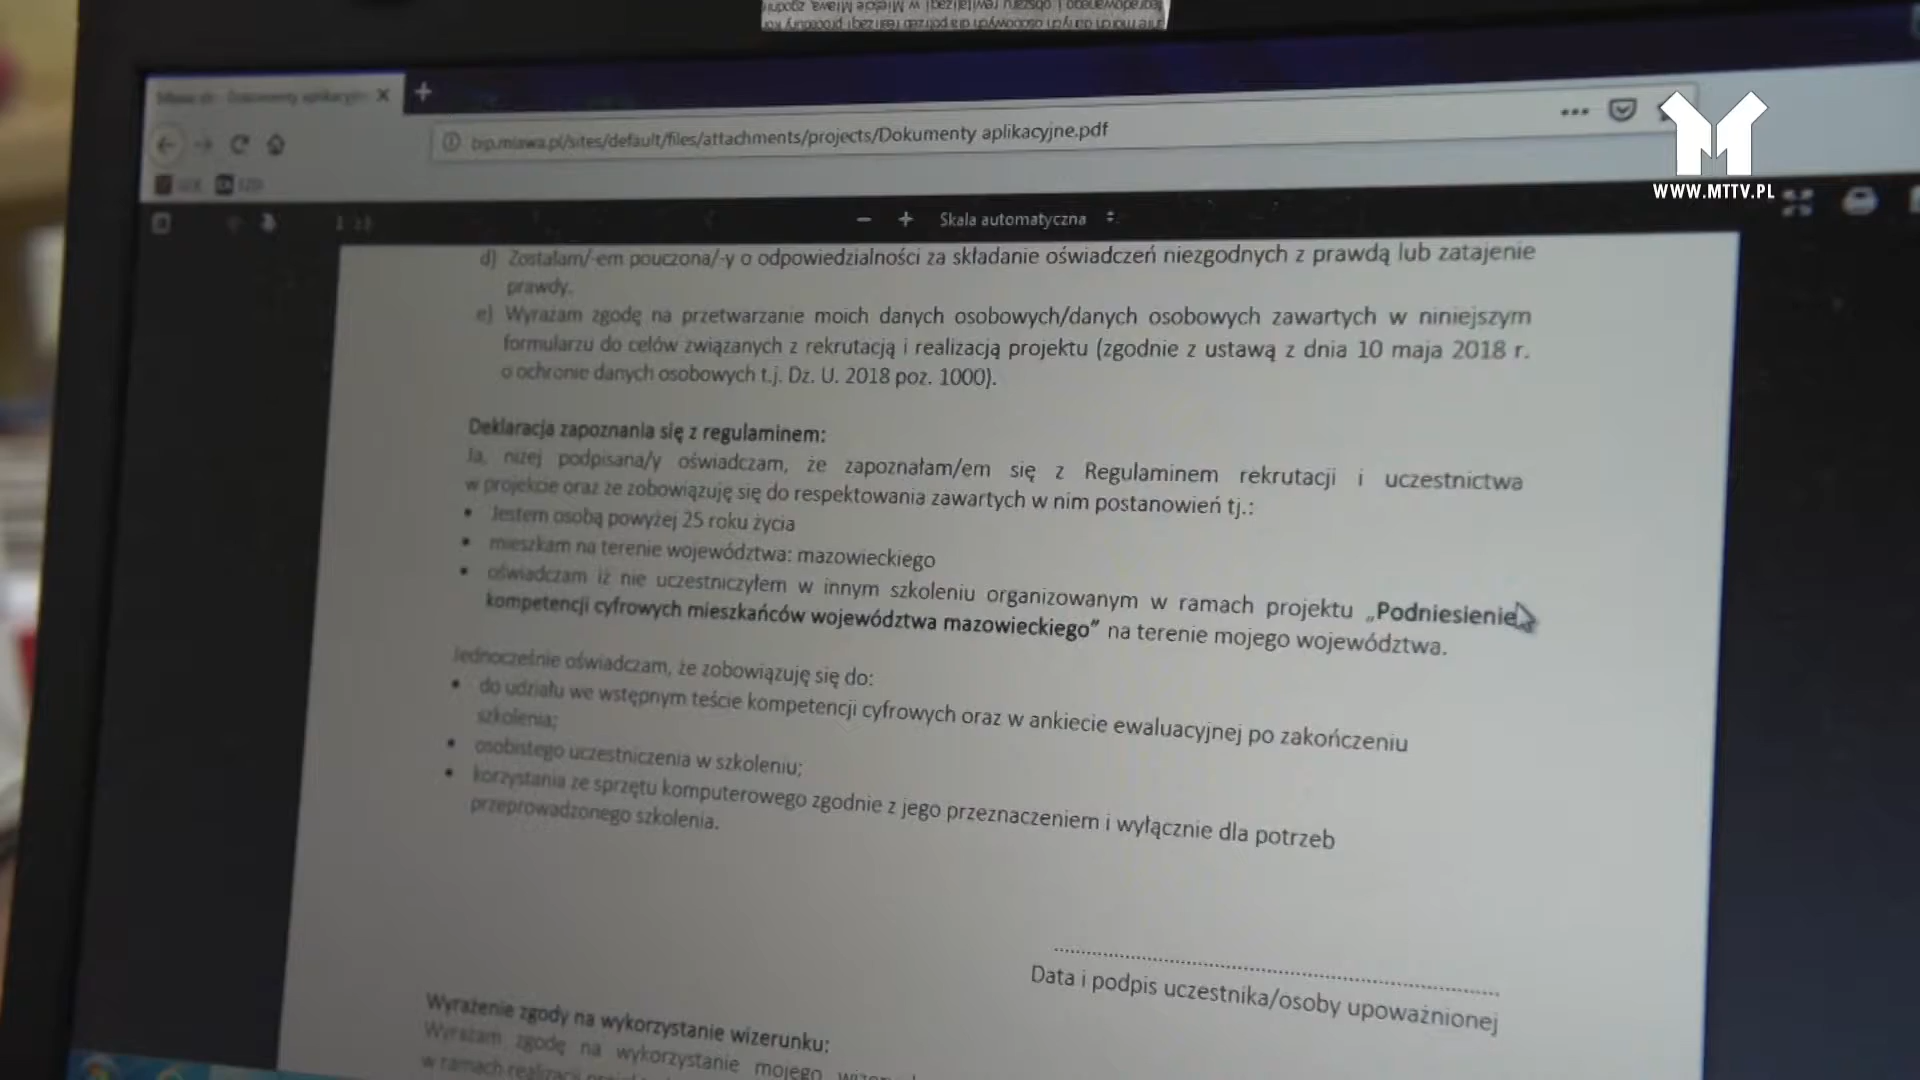 bip.mlawa.pl/sites/default/files/attachments/projects/Dokumenty aplikacyjne.pdf
WWW.MTTV.PL
Skala automatyczna
d) Zostałam/-em pouczona/-y o odpowiedzialności za składanie oświadczeń niezgodnych z prawdą lub zatajenie
prawdy.
e) Wyrażam zgodę na przetwarzanie moich danych osobowych/danych osobowych zawartych w niniejszym
formularzu do celów związanych z rekrutacją i realizacją projektu (zgodnie z ustawą z dnia 10 maja 2018 r.
o ochronie danych osobowych t.j. Dz. U. 2018 poz. 1000).
Deklaracja zapoznania się z regulaminem:
Ja, niżej podpisana/y oświadczam, że zapoznałam/em się z Regulaminem rekrutacji i uczestnictwa
w projekcie oraz że zobowiązuję się do respektowania zawartych w nim postanowień tj.:
• Jestem osobą powyżej 25 roku życia
• mieszkam na terenie województwa: mazowieckiego
• oświadczam iż nie uczestniczyłem w innym szkoleniu organizowanym w ramach projektu „Podniesienie
kompetencji cyfrowych mieszkańców województwa mazowieckiego” na terenie mojego województwa.
Jednocześnie oświadczam, że zobowiązuję się do:
• do udziału we wstępnym teście kompetencji cyfrowych oraz w ankiecie ewaluacyjnej po zakończeniu
szkolenia;
• osobistego uczestniczenia w szkoleniu;
• korzystania ze sprzętu komputerowego zgodnie z jego przeznaczeniem i wyłącznie dla potrzeb
przeprowadzonego szkolenia.
Data i podpis uczestnika/osoby upoważnionej
Wyrażenie zgody na wykorzystanie wizerunku:
Wyrażam zgodę na wykorzystanie mojego
w ramach realizacji